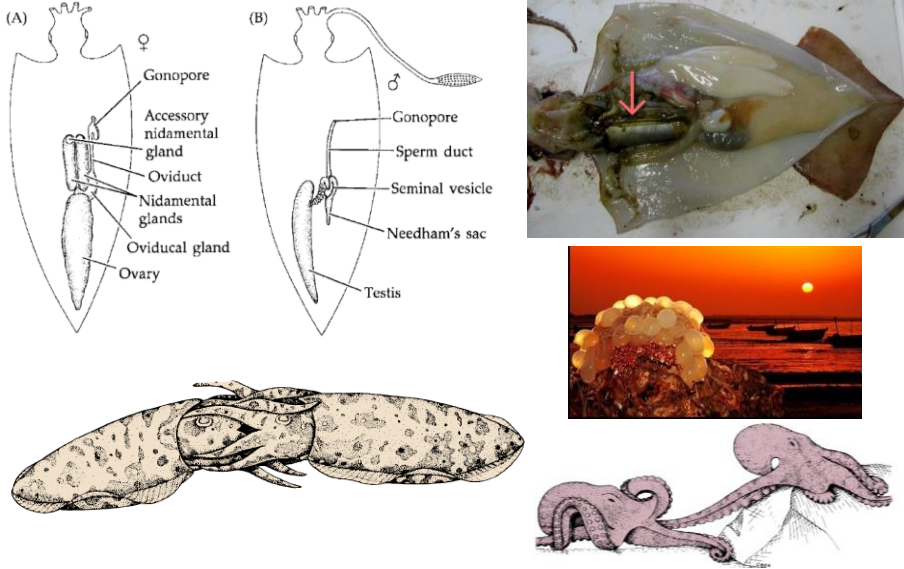 (A)
♀
Gonopore
Accessory
nidamental
gland
Oviduct
Nidamental
glands
Oviducal gland
Ovary
(B)
♂
Gonopore
Sperm duct
Seminal vesicle
Needham's sac
Testis